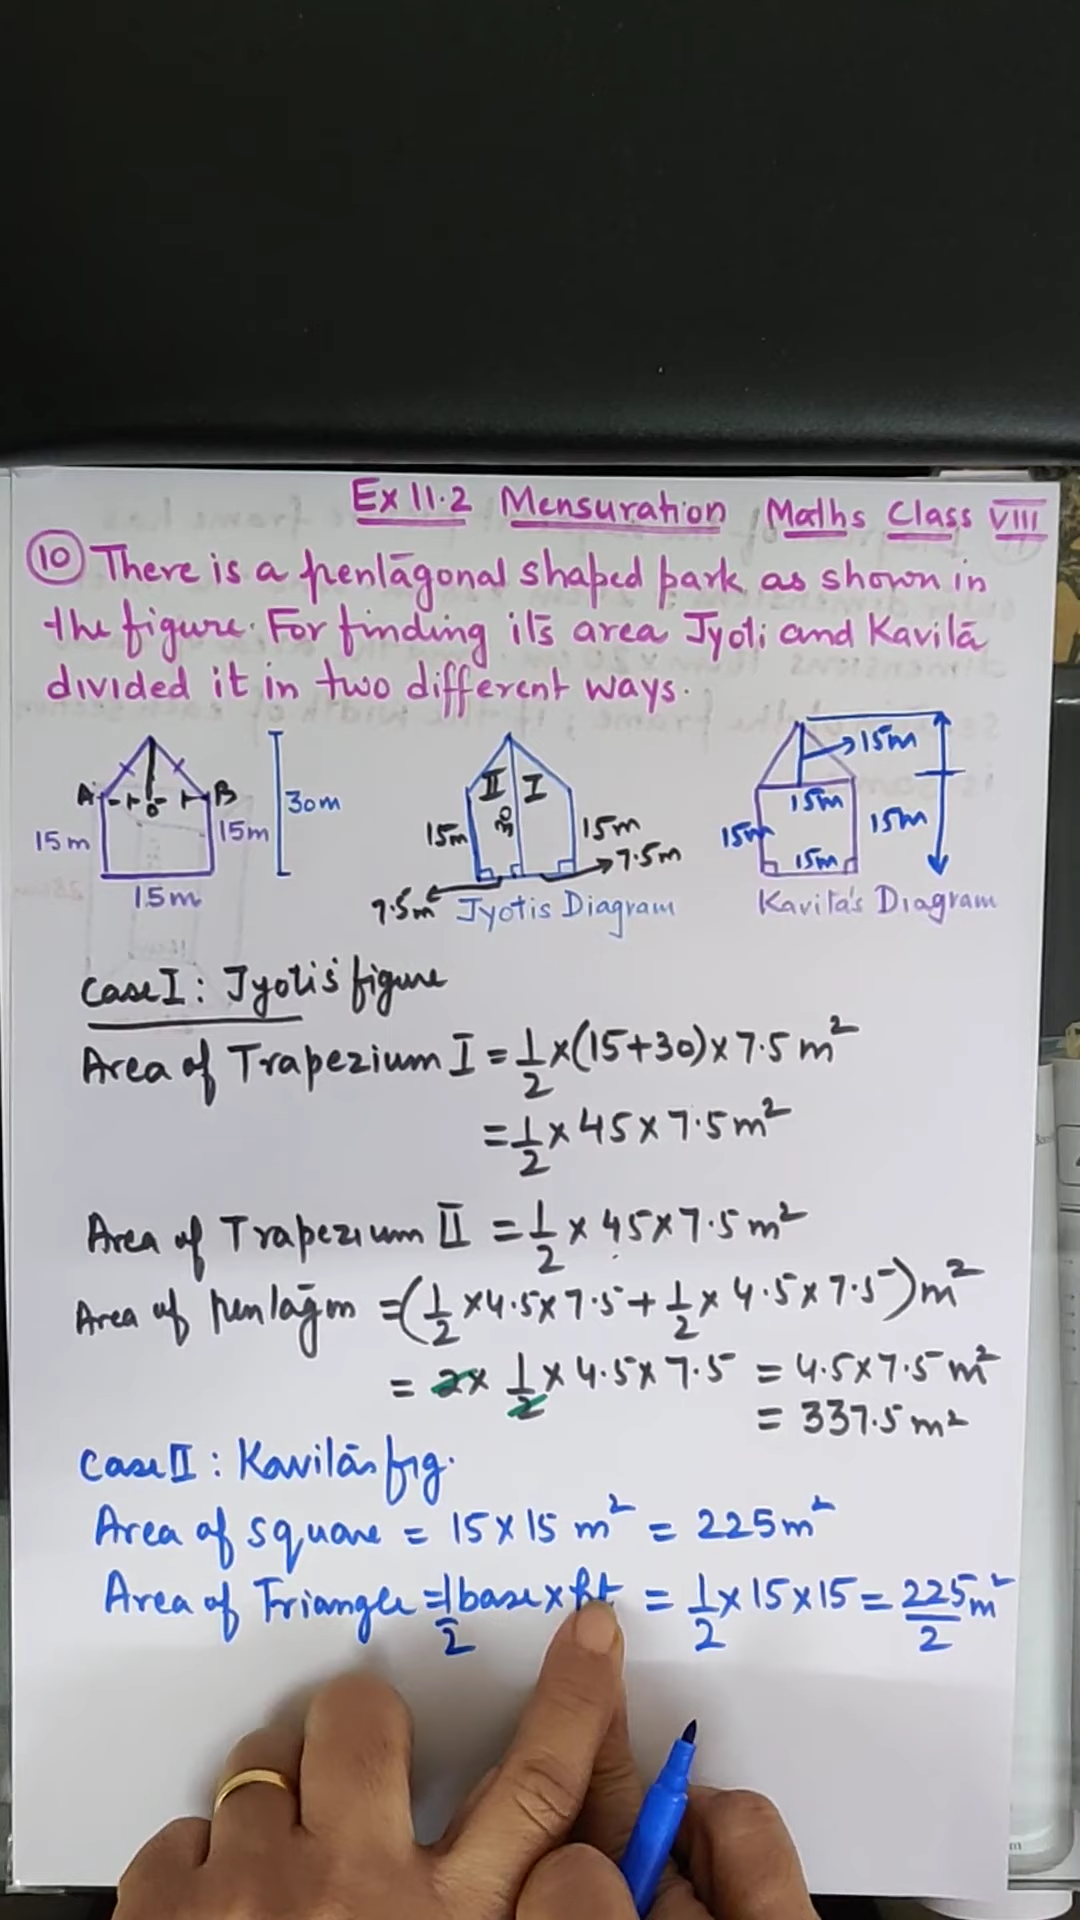 Ex 11.2 Mensuration Maths Class VIII
10 There is a pentagonal shaped park as shown in
the figure. For finding its area Jyoti and Kavita
divided it in two different ways.
A B
15m 15m 30m
15m
II I
15m 30m 15m
7.5m 7.5m
Jyotis Diagram
15m
15m
15m 15m
15m
Kavita's Diagram
Case I : Jyotis figure
Area of Trapezium I = 1/2 × (15+30) × 7.5 m²
= 1/2 × 45 × 7.5 m²
Area of Trapezium II = 1/2 × 45 × 7.5 m²
Area of pentagon = (1/2 × 4.5 × 7.5 + 1/2 × 4.5 × 7.5) m²
= 2 × 1/2 × 4.5 × 7.5 = 4.5 × 7.5 m²
= 337.5 m²
Case II : Kavitas fig.
Area of square = 15 × 15 m² = 225 m²
Area of Triangle = 1/2 base × ht = 1/2 × 15 × 15 = 225/2 m²